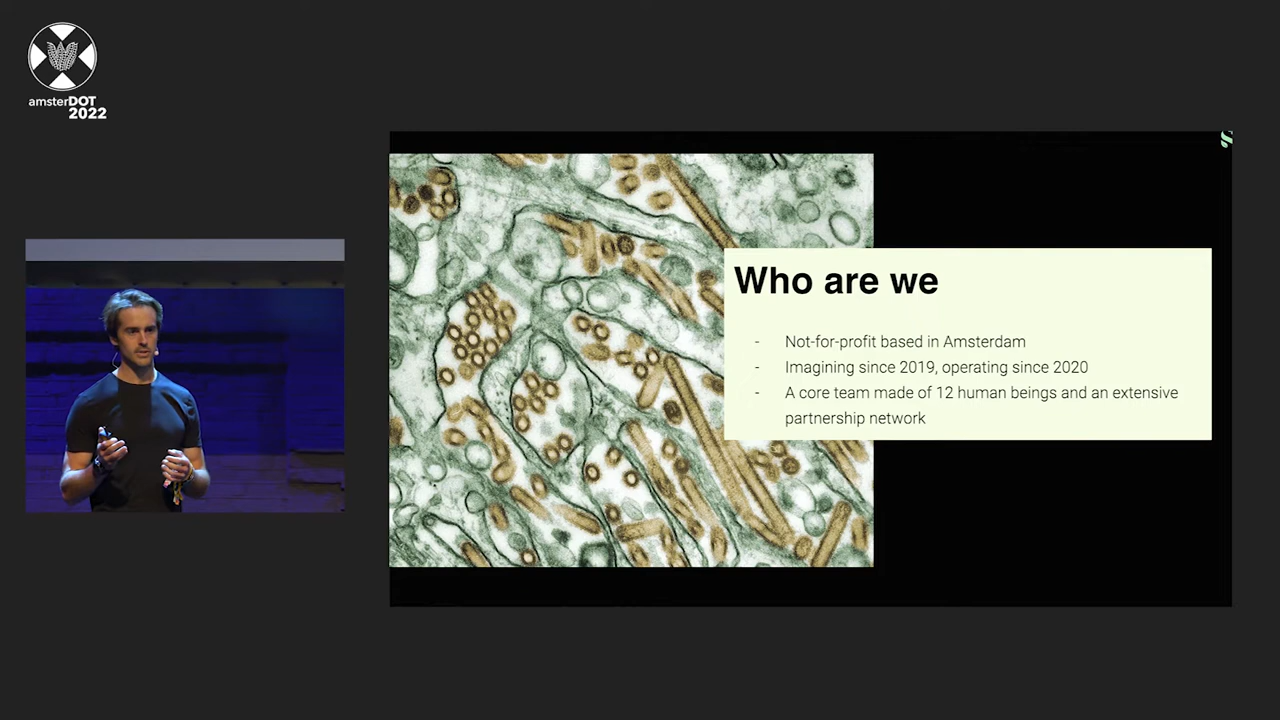 amsterDOT
2022
Who are we
- Not-for-profit based in Amsterdam
- Imagining since 2019, operating since 2020
- A core team made of 12 human beings and an extensive
partnership network